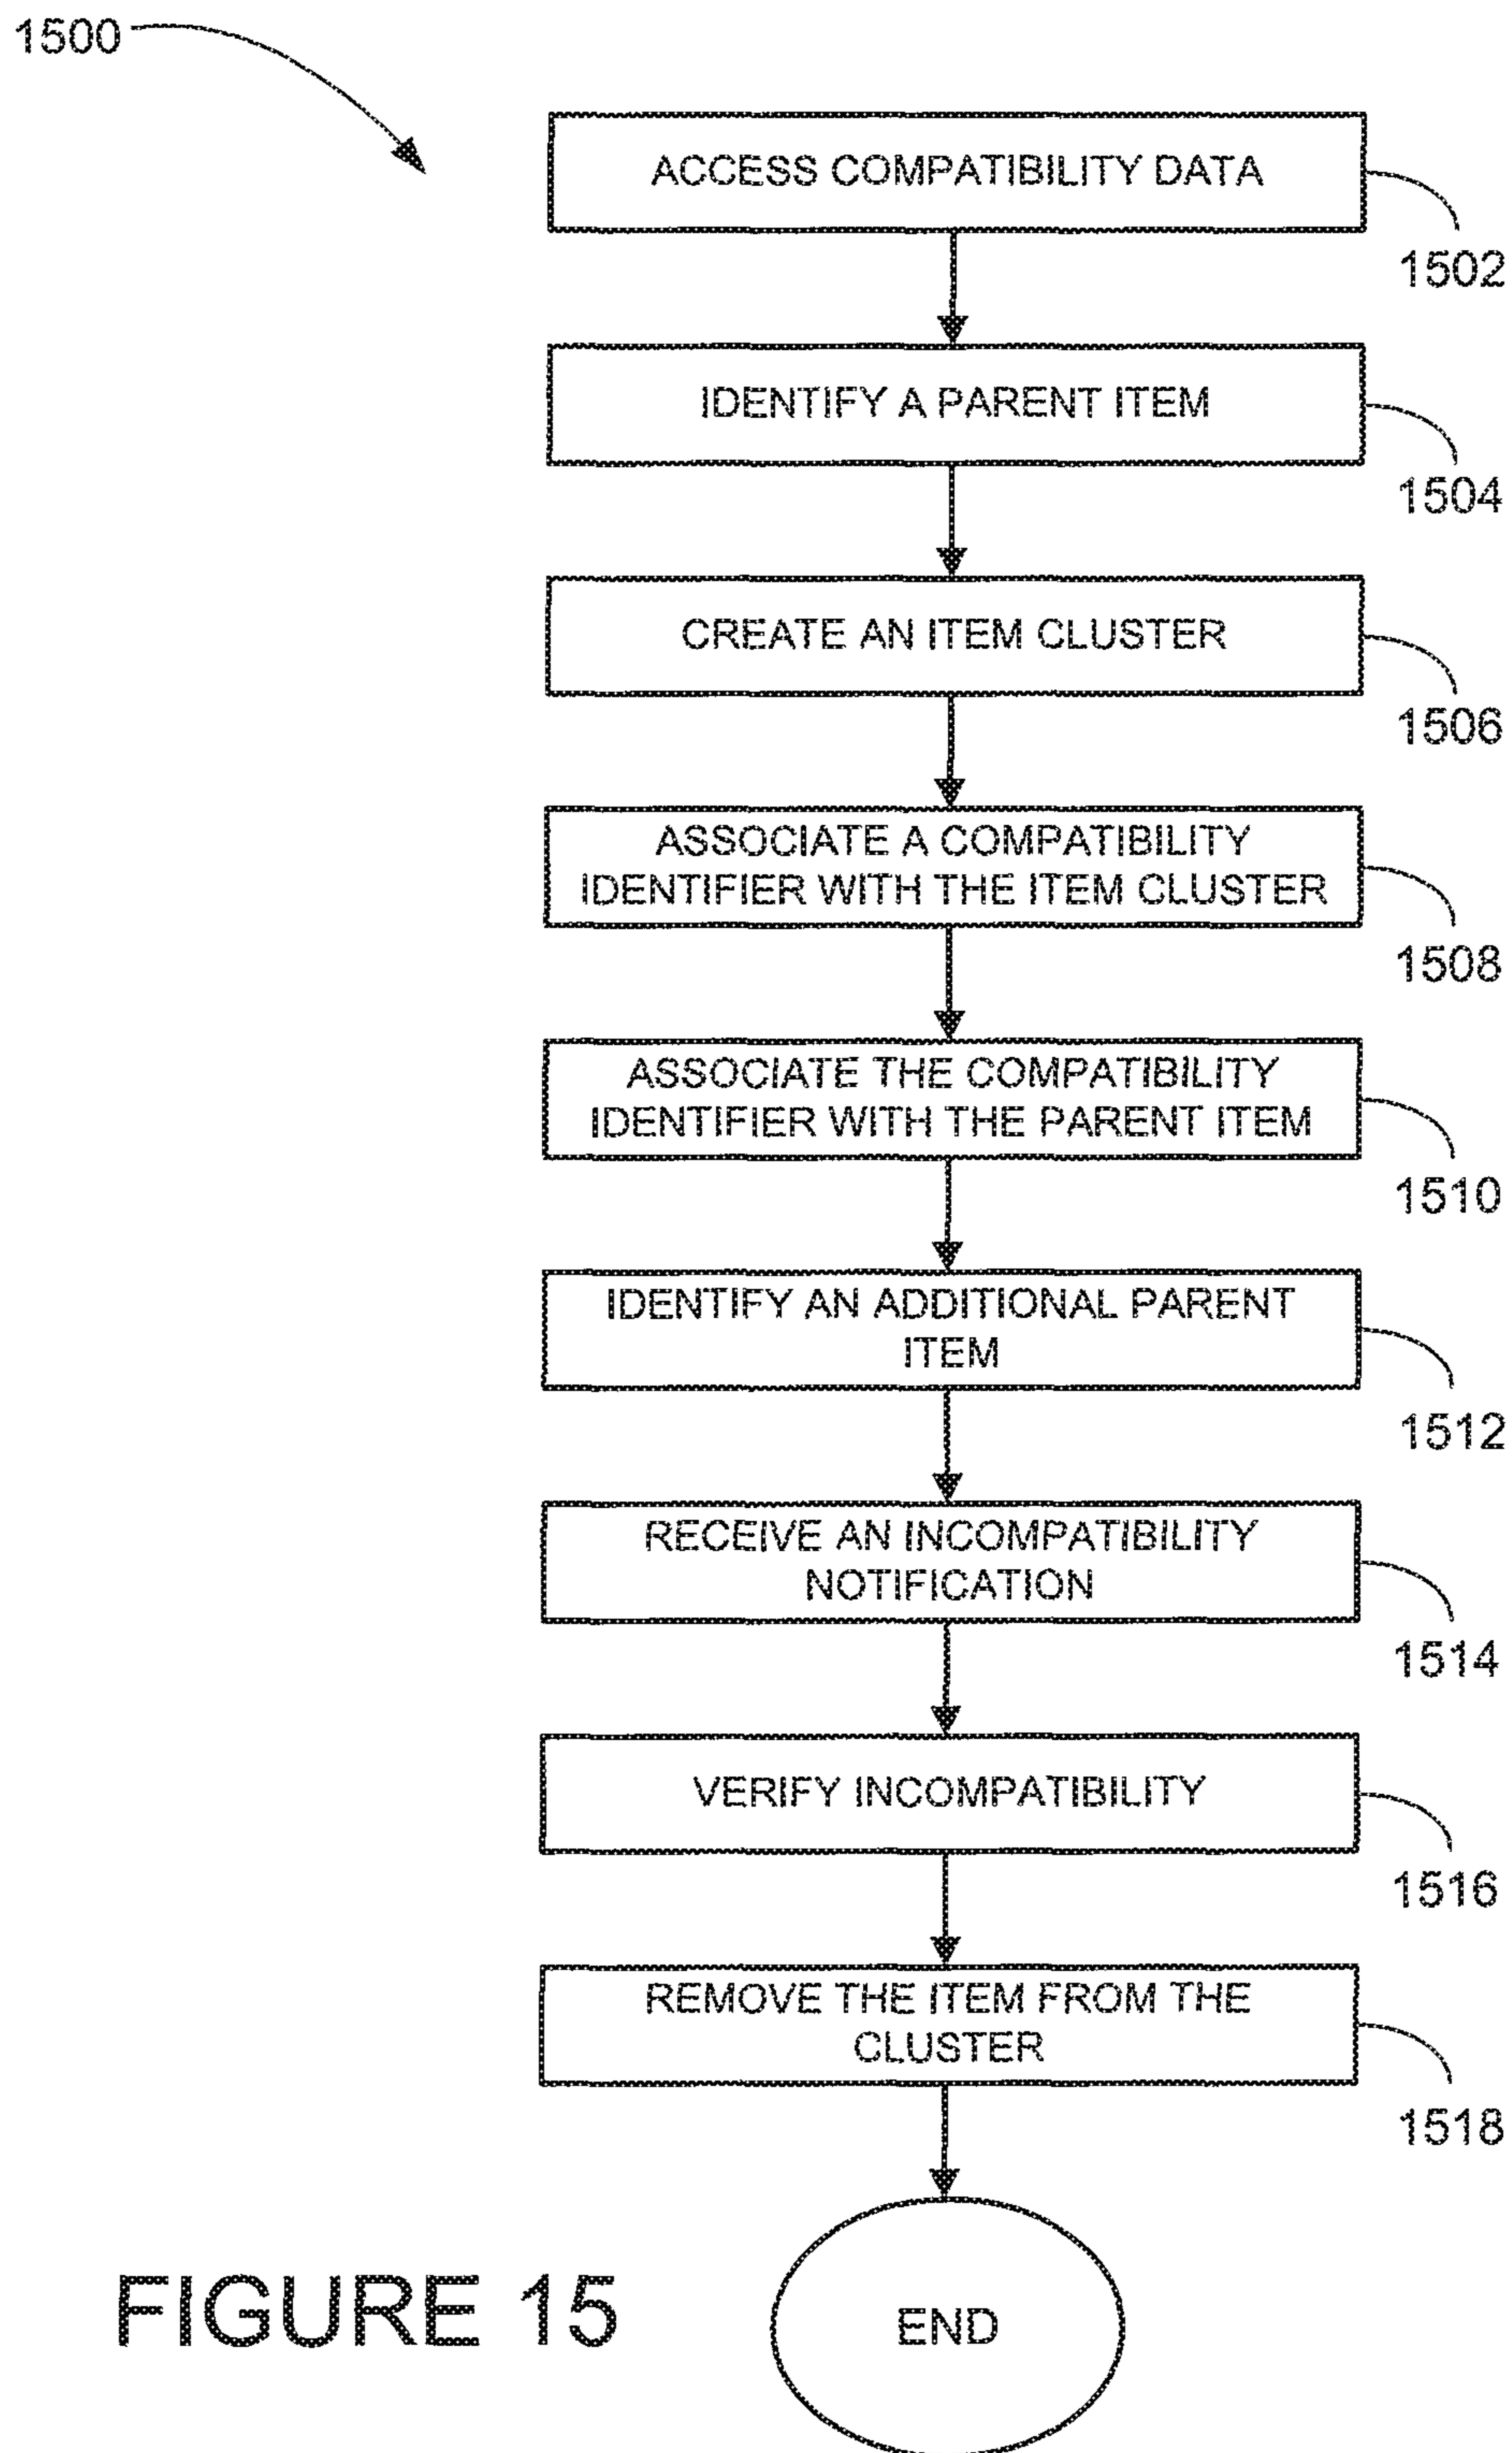 1500
ACCESS COMPATIBILITY DATA
1502
IDENTIFY A PARENT ITEM
1504
CREATE AN ITEM CLUSTER
1506
ASSOCIATE A COMPATIBILITY
IDENTIFIER WITH THE ITEM CLUSTER
1508
ASSOCIATE THE COMPATIBILITY
IDENTIFIER WITH THE PARENT ITEM
1510
IDENTIFY AN ADDITIONAL PARENT
ITEM
1512
RECEIVE AN INCOMPATIBILITY
NOTIFICATION
1514
VERIFY INCOMPATIBILITY
1516
REMOVE THE ITEM FROM THE
CLUSTER
1518
END
FIGURE 15